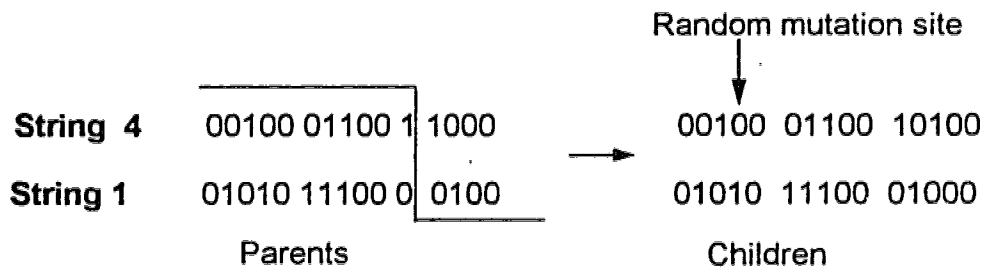 Random mutation site
String 4 00100 01100 1 1000 00100 01100 10100
String 1 01010 11100 0 0100 01010 11100 01000
Parents Children